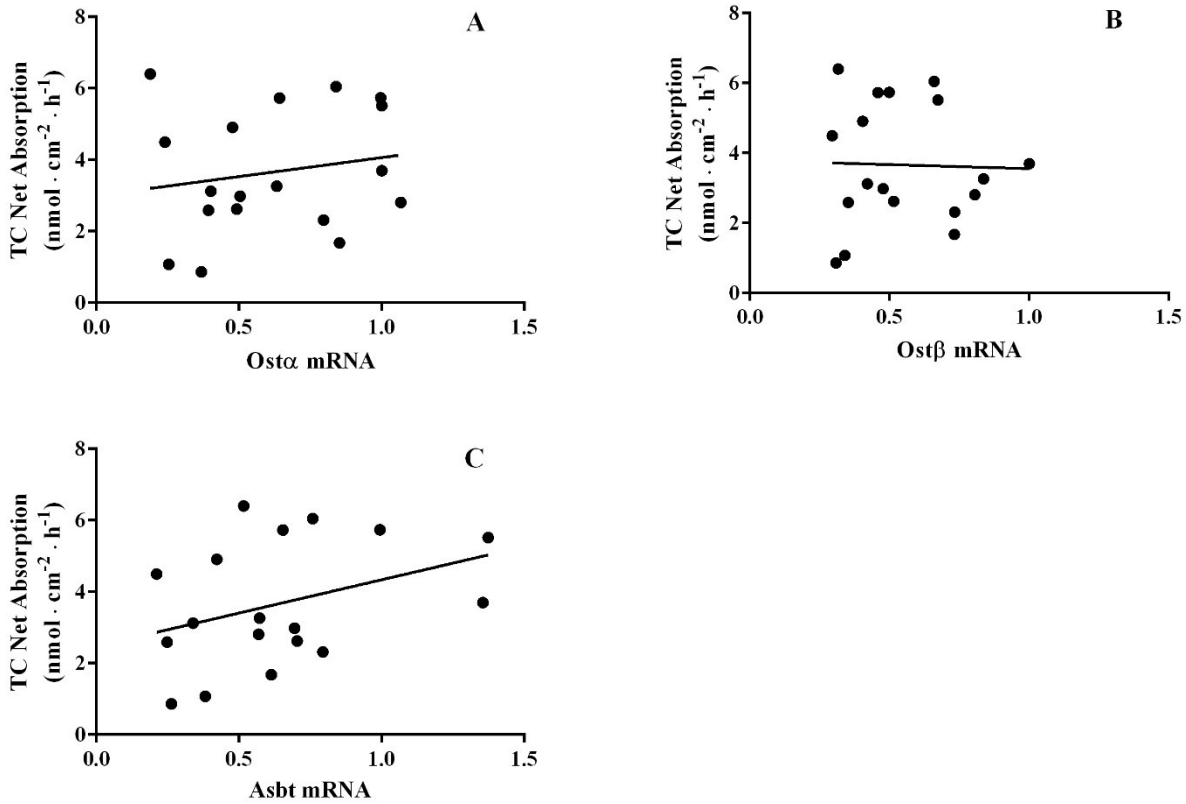 A
TC Net Absorption
(nmol · cm⁻² · h⁻¹)
8
6
4
2
0
0.0 0.5 1.0 1.5
Ostα mRNA
B
TC Net Absorption
(nmol · cm⁻² · h⁻¹)
8
6
4
2
0
0.0 0.5 1.0 1.5
Ostβ mRNA
C
TC Net Absorption
(nmol · cm⁻² · h⁻¹)
8
6
4
2
0
0.0 0.5 1.0 1.5
Asbt mRNA